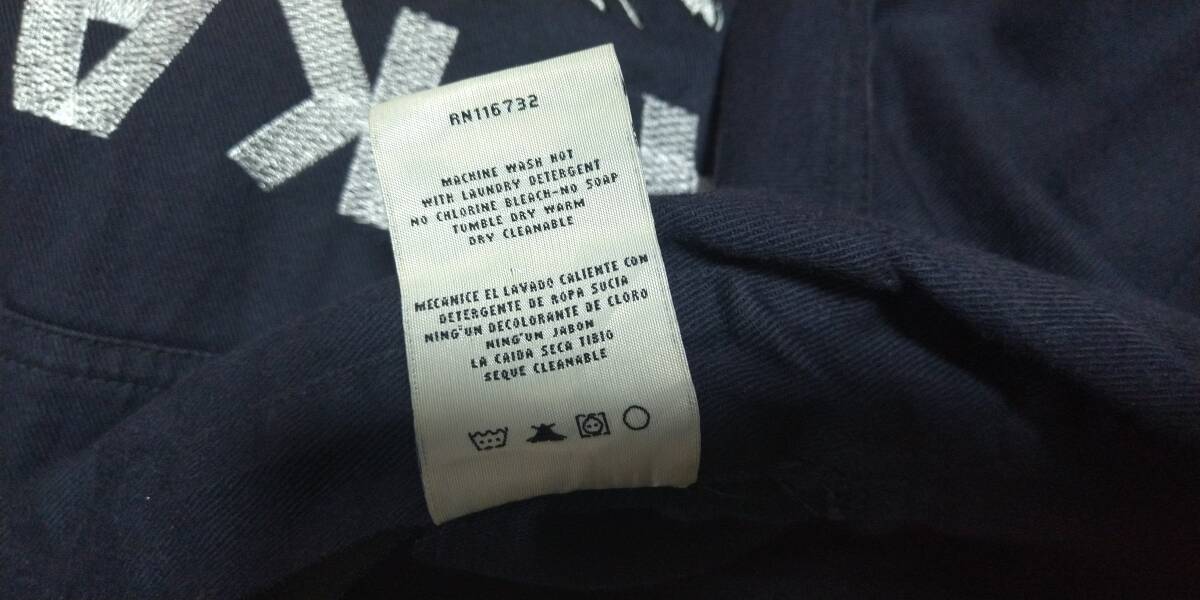 RN116732
MACHINE WASH HOT
WITH LAUNDRY DETERGENT
NO CHLORINE BLEACH-NO SOAP
TUMBLE DRY WARM
DRY CLEANABLE
MECANICE EL LAVADO CALIENTE CON
DETERGENTE DE ROPA SUCIA
NING"UN DECOLORANTE DE CLORO
NING"UN JABON
LA CAIDA SECA TIBIO
SEQUE CLEANABLE